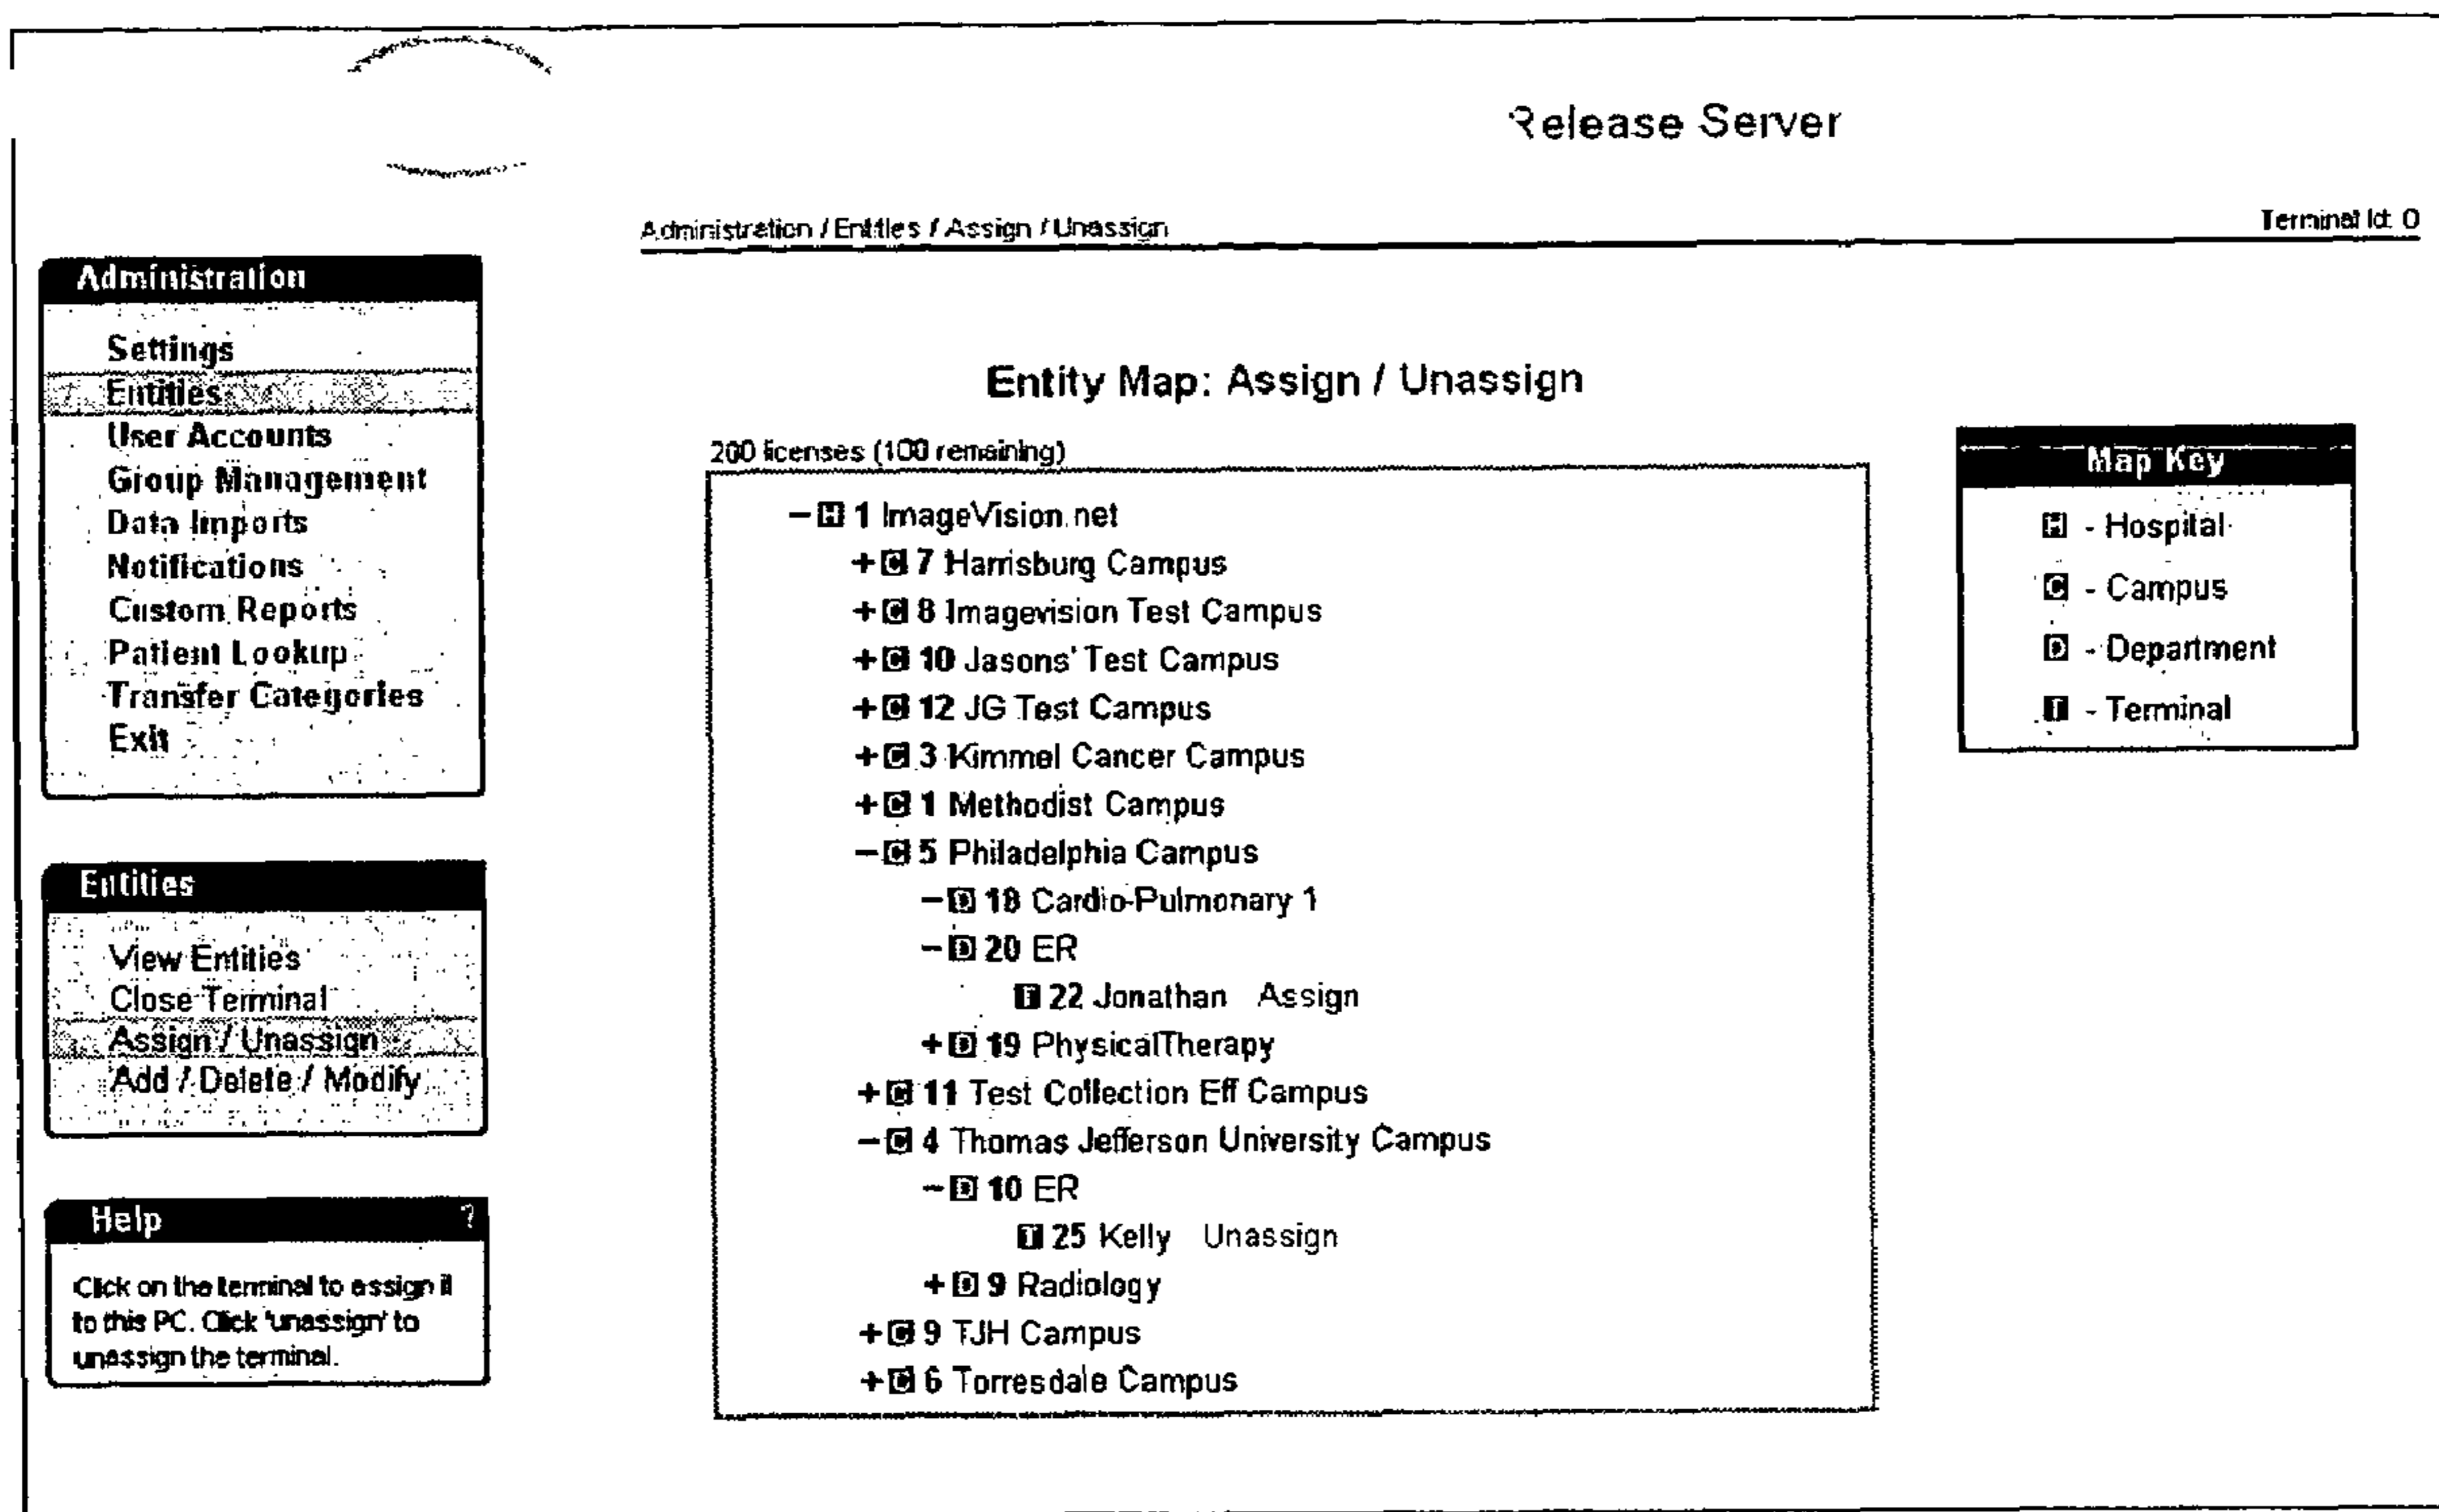 Release Server
Administration / Entities / Assign / Unassign
Terminal Id: 0
Administration
Settings
Entities
User Accounts
Group Management
Data Imports
Notifications
Custom Reports
Patient Lookup
Transfer Categories
Exit
Entities
View Entities
Close Terminal
Assign / Unassign
Add / Delete / Modify
Help ?
Click on the terminal to assign it
to this PC. Click 'unassign' to
unassign the terminal.
Entity Map: Assign / Unassign
200 licenses (100 remaining)
– H 1 ImageVision.net
+ C 7 Harrisburg Campus
+ C 8 Imagevision Test Campus
+ C 10 Jasons' Test Campus
+ C 12 JG Test Campus
+ C 3 Kimmel Cancer Campus
+ C 1 Methodist Campus
– C 5 Philadelphia Campus
– D 18 Cardio-Pulmonary 1
– D 20 ER
T 22 Jonathan Assign
+ D 19 PhysicalTherapy
+ C 11 Test Collection Eff Campus
– C 4 Thomas Jefferson University Campus
– D 10 ER
T 25 Kelly Unassign
+ D 9 Radiology
+ C 9 TJH Campus
+ C 6 Torresdale Campus
Map Key
H - Hospital
C - Campus
D - Department
T - Terminal